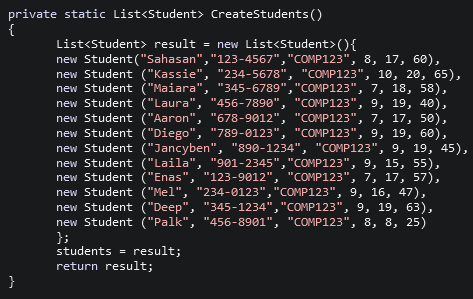 private static List<Student> CreateStudents()
{
List<Student> result = new List<Student>(){
new Student("Sahasan","123-4567","COMP123", 8, 17, 60),
new Student ("Kassie", "234-5678", "COMP123", 10, 20, 65),
new Student ("Maiara", "345-6789","COMP123", 7, 18, 58),
new Student ("Laura", "456-7890", "COMP123", 9, 19, 40),
new Student ("Aaron", "678-9012", "COMP123", 7, 17, 50),
new Student ("Diego", "789-0123", "COMP123", 9, 19, 60),
new Student ("Jancyben", "890-1234", "COMP123", 9, 19, 45),
new Student ("Laila", "901-2345","COMP123", 9, 15, 55),
new Student ("Enas", "123-9012", "COMP123", 7, 17, 57),
new Student ("Mel", "234-0123","COMP123", 9, 16, 47),
new Student ("Deep", "345-1234","COMP123", 9, 19, 63),
new Student ("Palk", "456-8901", "COMP123", 8, 8, 25)
};
students = result;
return result;
}